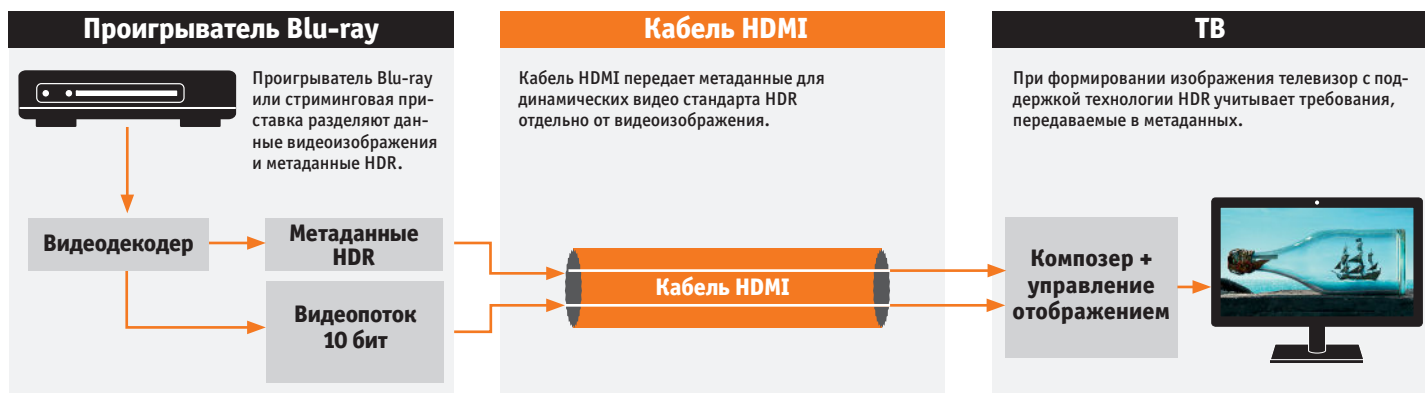 Проигрыватель Blu-ray
Проигрыватель Blu-ray
или стриминговая при-
ставка разделяют дан-
ные видеоизображения
и метаданные HDR.
Видеодекодер
Метаданные
HDR
Видеопоток
10 бит
Кабель HDMI
Кабель HDMI передает метаданные для
динамических видео стандарта HDR
отдельно от видеоизображения.
Кабель HDMI
ТВ
При формировании изображения телевизор с под-
держкой технологии HDR учитывает требования,
передаваемые в метаданных.
Композер +
управление
отображением